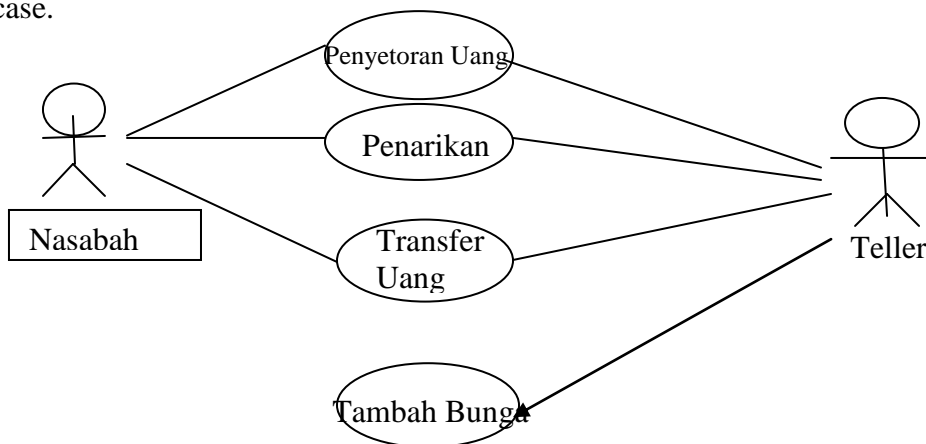 case.
Penyetoran Uang
Penarikan
Nasabah
Transfer
Uang
Teller
Tambah Bunga